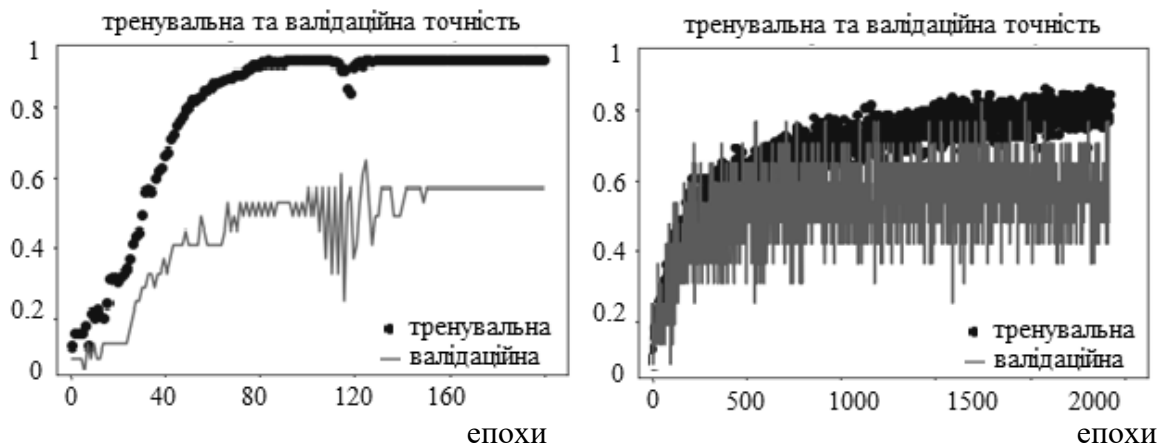 тренувальна та валідаційна точність
1
0.8
0.6
0.4
0.2
0
тренувальна
валідаційна
0 40 80 120 160
епохи
тренувальна та валідаційна точність
1
0.8
0.6
0.4
0.2
0
тренувальна
валідаційна
0 500 1000 1500 2000
епохи